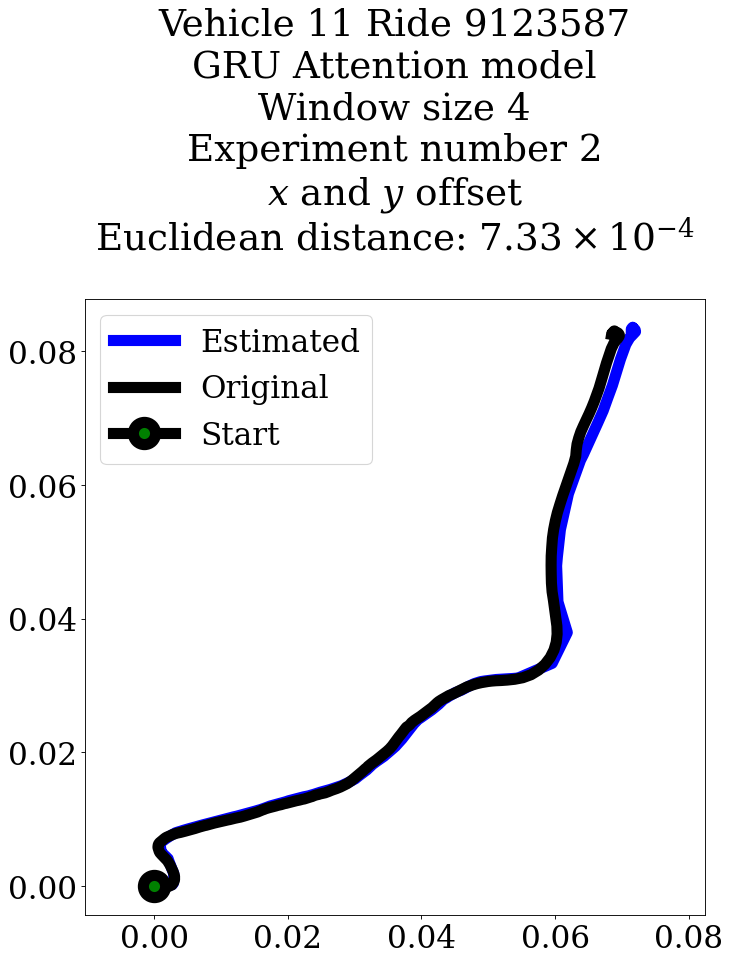 Vehicle 11 Ride 9123587
GRU Attention model
Window size 4
Experiment number 2
x and y offset
Euclidean distance: 7.33 × 10⁻⁴
Estimated
Original
Start
0.08
0.06
0.04
0.02
0.00
0.00 0.02 0.04 0.06 0.08